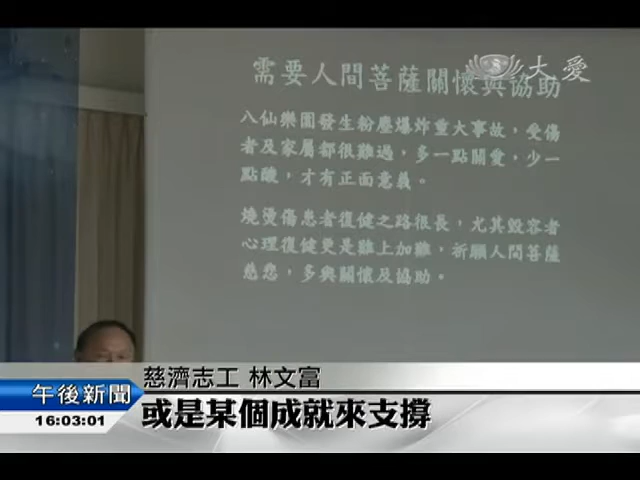 大愛
需要人間菩薩關懷與協助
八仙樂園發生粉塵爆炸重大事故，受傷
者及家屬都很難過，多一點關愛，少一
點酸，才有正面意義。
燒燙傷患者復健之路很長，尤其毀容者
心理復健更是難上加難，祈願人間菩薩
慈悲，多與關懷及協助。
慈濟志工 林文富
午後新聞
或是某個成就來支撐
16:03:01